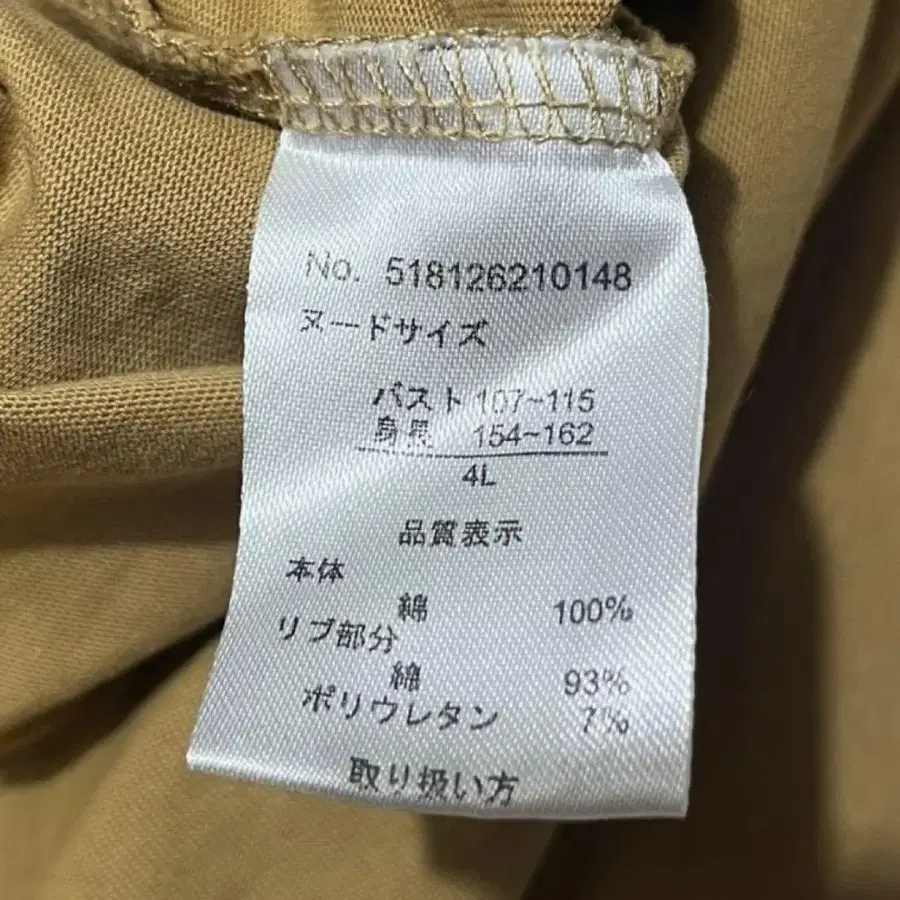 No. 518126210148
ヌードサイズ
バスト 107~115
身長 154~162
4L
品質表示
本体
綿 100%
リブ部分
綿 93%
ポリウレタン 7%
取り扱い方